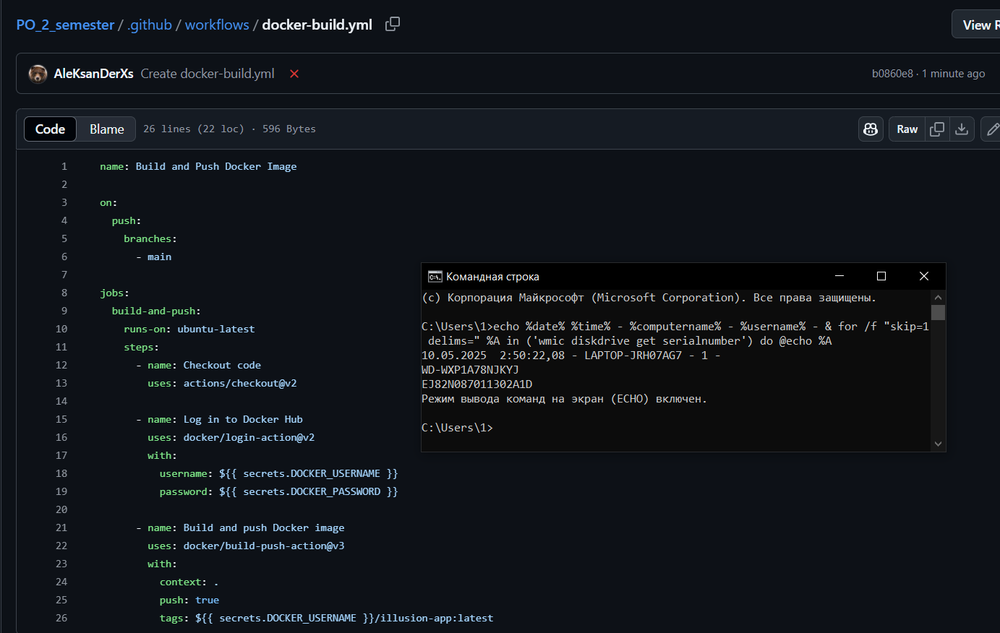 PO_2_semester / .github / workflows / docker-build.yml
View R
AleKsanDerXs Create docker-build.yml
b0860e8 · 1 minute ago
Code Blame 26 lines (22 loc) · 596 Bytes
Raw
1 name: Build and Push Docker Image
2
3 on:
4 push:
5 branches:
6 - main
7
8 jobs:
9 build-and-push:
10 runs-on: ubuntu-latest
11 steps:
12 - name: Checkout code
13 uses: actions/checkout@v2
14
15 - name: Log in to Docker Hub
16 uses: docker/login-action@v2
17 with:
18 username: ${{ secrets.DOCKER_USERNAME }}
19 password: ${{ secrets.DOCKER_PASSWORD }}
20
21 - name: Build and push Docker image
22 uses: docker/build-push-action@v3
23 with:
24 context: .
25 push: true
26 tags: ${{ secrets.DOCKER_USERNAME }}/illusion-app:latest
Командная строка
(c) Корпорация Майкрософт (Microsoft Corporation). Все права защищены.
C:\Users\1>echo %date% %time% - %computername% - %username% - & for /f "skip=1
delims=" %A in ('wmic diskdrive get serialnumber') do @echo %A
10.05.2025  2:50:22,08 - LAPTOP-JRH07AG7 - 1 -
WD-WXP1A78NJKYJ
EJ82N087011302A1D
Режим вывода команд на экран (ECHO) включен.
C:\Users\1>